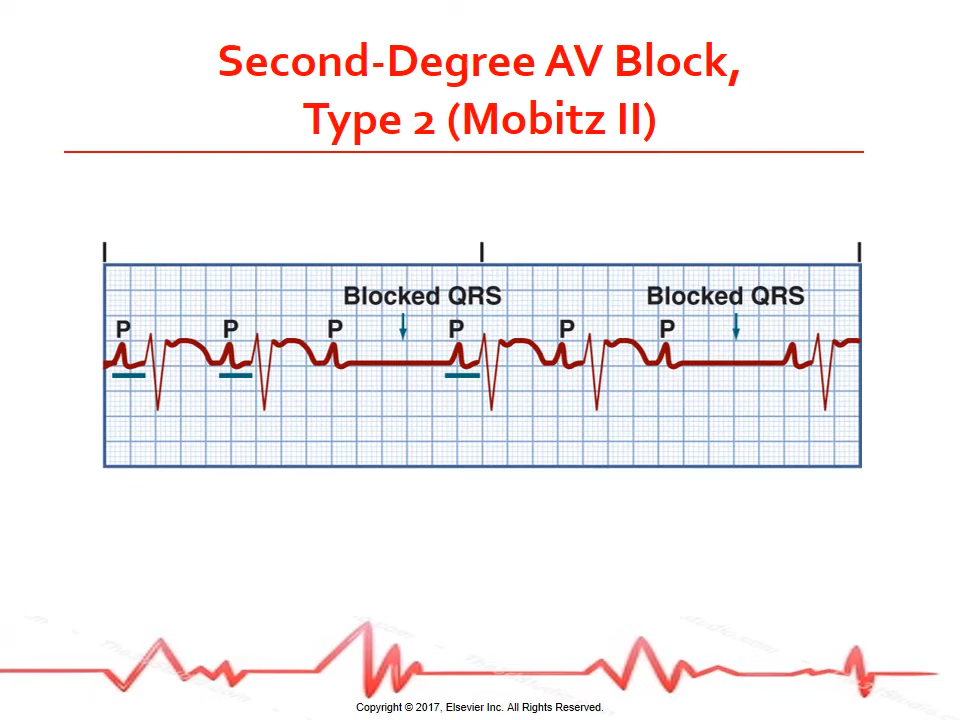 Second-Degree AV Block,
Type 2 (Mobitz II)
Blocked QRS Blocked QRS
P P P P P P
Copyright © 2017, Elsevier Inc. All Rights Reserved.